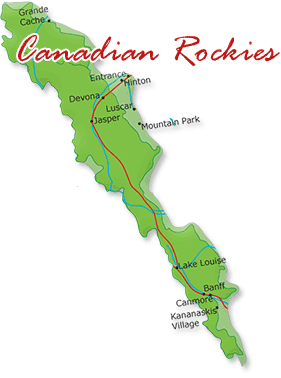 Grande
Cache
Canadian Rockies
Entrance
Hinton
Devona
Luscar
Jasper
Mountain Park
Lake Louise
Banff
Canmore
Kananaskis
Village